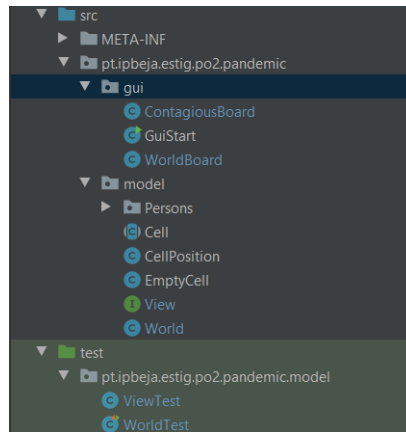 src
META-INF
pt.ipbeja.estig.po2.pandemic
gui
C ContagiousBoard
C GuiStart
C WorldBoard
model
Persons
C Cell
C CellPosition
C EmptyCell
I View
C World
test
pt.ipbeja.estig.po2.pandemic.model
C ViewTest
C WorldTest